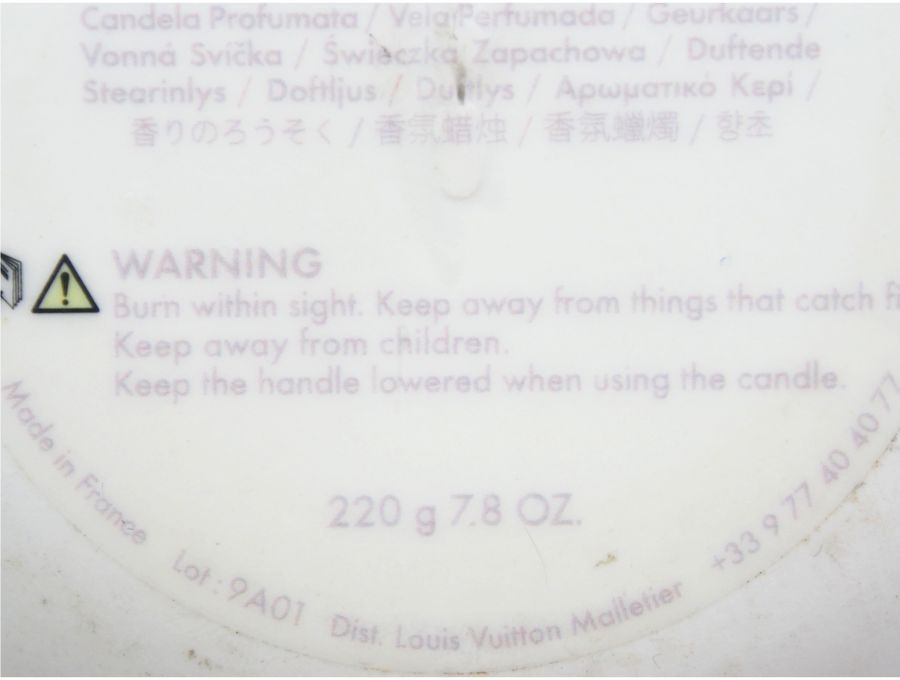 Candela Profumata / Vela Perfumada / Geurkaars /
Vonná Svíčka / Świeczka Zapachowa / Duftende
Stearinlys / Doftljus / Duftlys / Αρωματικό Κερί /
香りのろうそく / 香氛蜡烛 / 香氛蠟燭 / 향초
WARNING
Burn within sight. Keep away from things that catch fi
Keep away from children.
Keep the handle lowered when using the candle.
220 g 7.8 OZ.
Made in France Lot : 9A01 Dist. Louis Vuitton Malletier +33 9 77 40 40 77